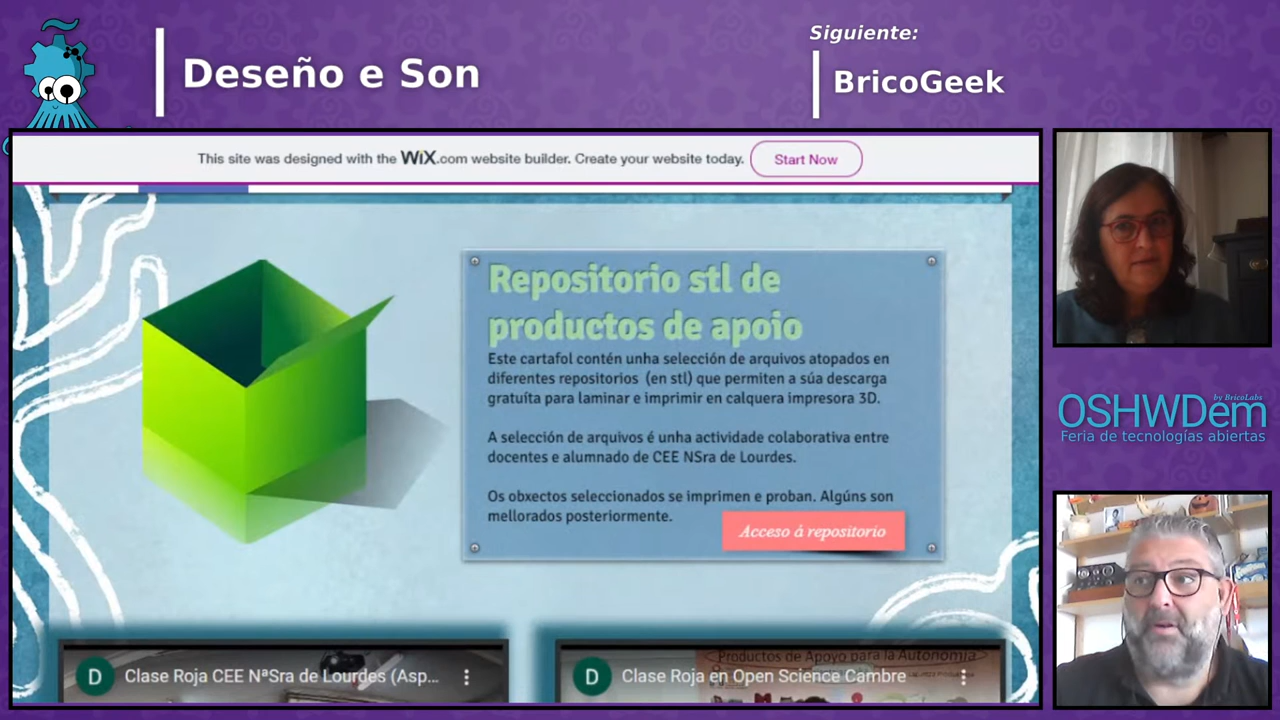 Deseño e Son
Siguiente:
BricoGeek
This site was designed with the WiX.com website builder. Create your website today.
Start Now
Repositorio stl de
productos de apoio
Este cartafol contén unha selección de arquivos atopados en
diferentes repositorios (en stl) que permiten a súa descarga
gratuíta para laminar e imprimir en calquera impresora 3D.
A selección de arquivos é unha actividade colaborativa entre
docentes e alumnado de CEE NSra de Lourdes.
Os obxectos seleccionados se imprimen e proban. Algúns son
mellorados posteriormente.
Acceso á repositorio
by BricoLabs
OSHWDem
Feria de tecnologías abiertas
D
Clase Roja CEE NªSra de Lourdes (Asp...
Productos de Apoyo para la Autonomía
D
Clase Roja en Open Science Cambre